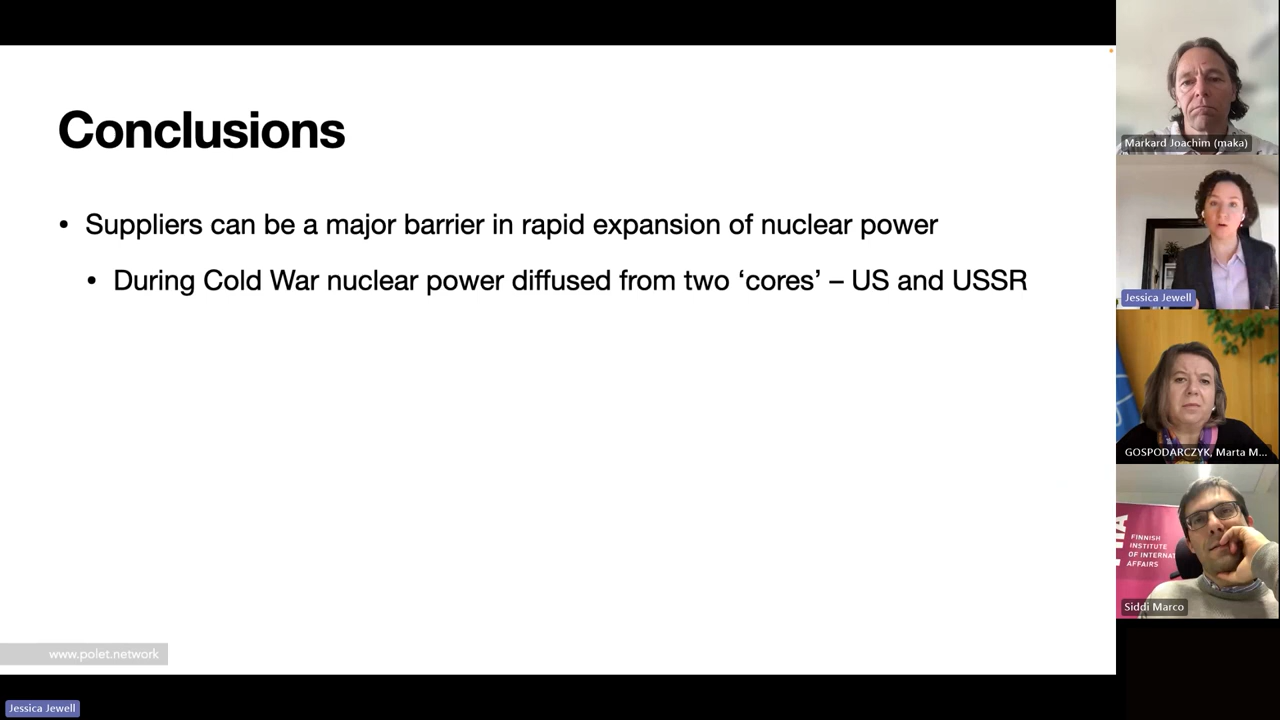 Conclusions
• Suppliers can be a major barrier in rapid expansion of nuclear power
• During Cold War nuclear power diffused from two ‘cores’ – US and USSR
www.polet.network
Jessica Jewell
Markard Joachim (maka)
Jessica Jewell
GOSPODARCZYK, Marta M...
FINNISH
INSTITUTE
OF INTERNAT
AFFAIRS
Siddi Marco